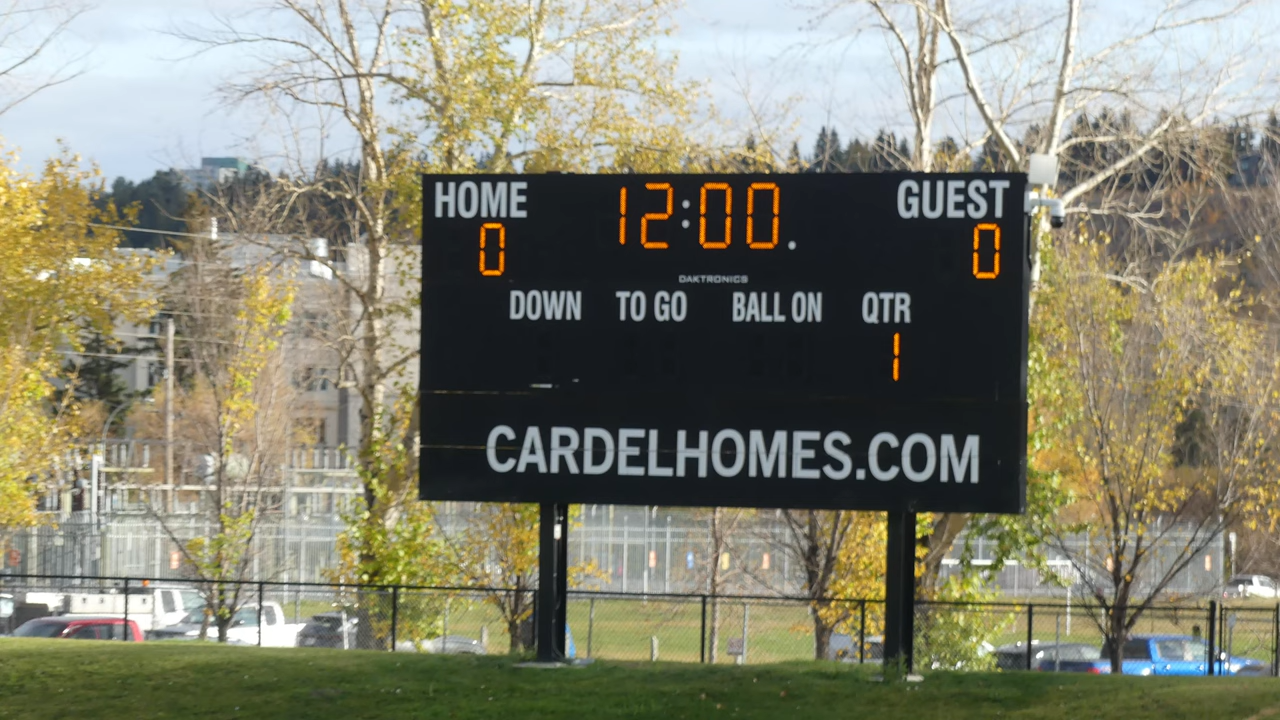 HOME 12:00. GUEST
0 0
DAKTRONICS
DOWN TO GO BALL ON QTR
1
CARDELHOMES.COM